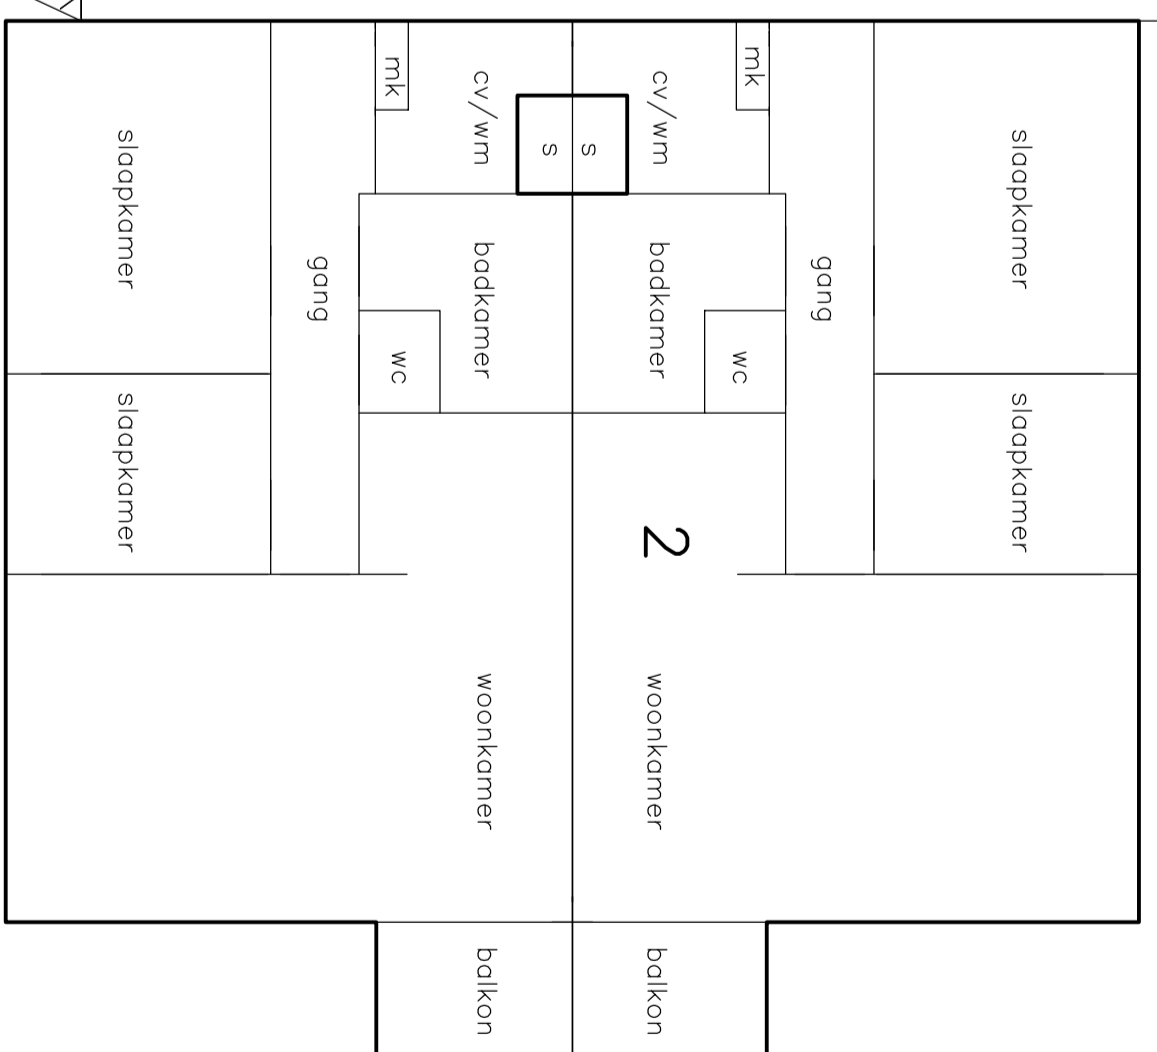 mk
cv/wm
cv/wm
mk
s
s
slaapkamer
slaapkamer
gang
badkamer
badkamer
gang
wc
wc
slaapkamer
slaapkamer
2
woonkamer
woonkamer
balkon
balkon